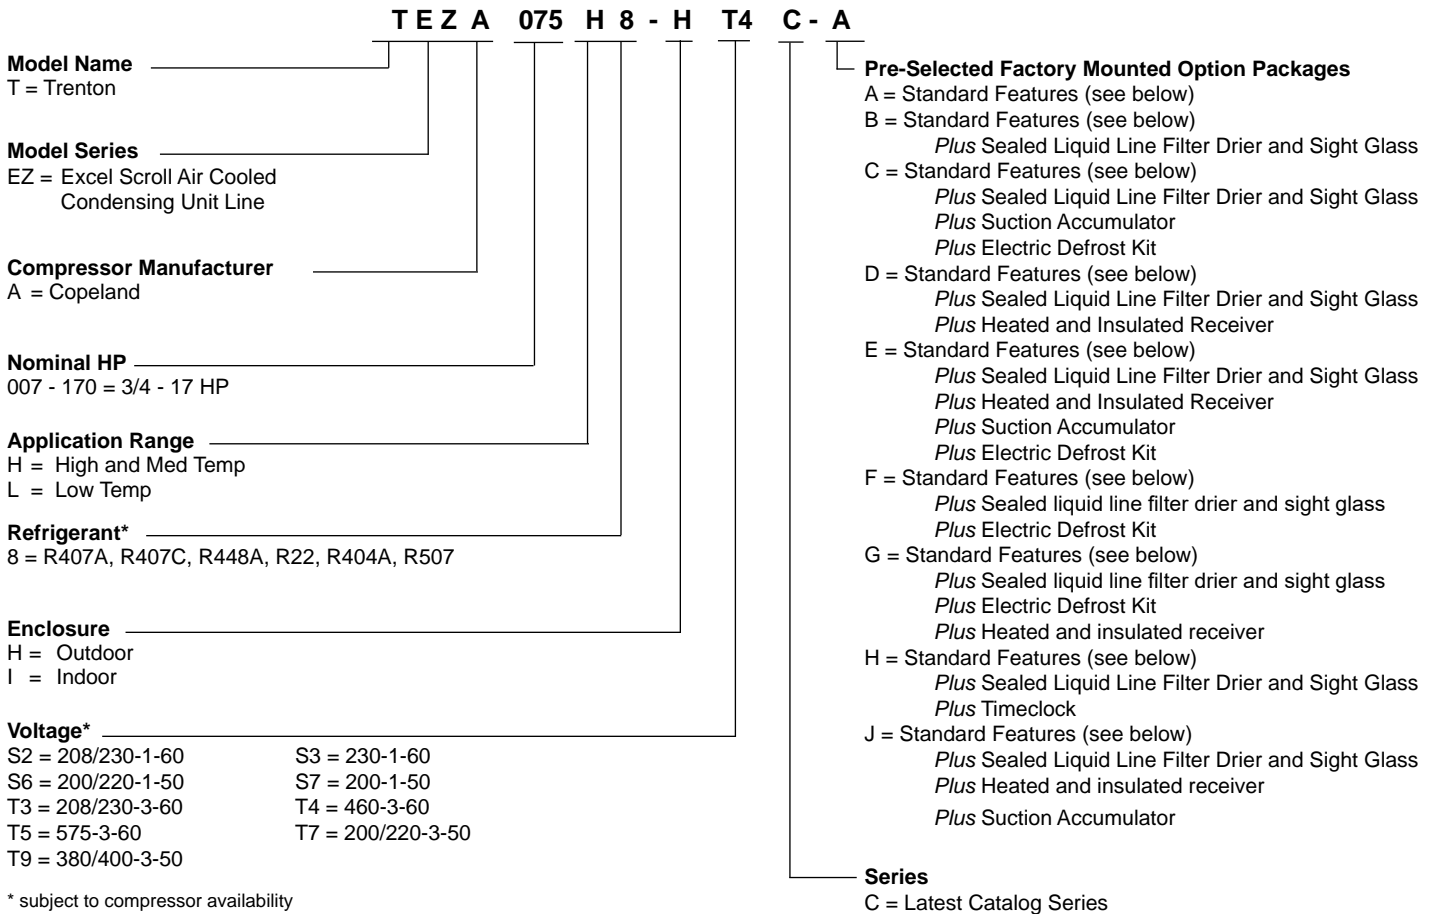 T E Z A 075 H 8 - H T4 C - A
Model Name
T = Trenton
Model Series
EZ = Excel Scroll Air Cooled
Condensing Unit Line
Compressor Manufacturer
A = Copeland
Nominal HP
007 - 170 = 3/4 - 17 HP
Application Range
H = High and Med Temp
L = Low Temp
Refrigerant*
8 = R407A, R407C, R448A, R22, R404A, R507
Enclosure
H = Outdoor
I = Indoor
Voltage*
S2 = 208/230-1-60 S3 = 230-1-60
S6 = 200/220-1-50 S7 = 200-1-50
T3 = 208/230-3-60 T4 = 460-3-60
T5 = 575-3-60 T7 = 200/220-3-50
T9 = 380/400-3-50
* subject to compressor availability
Pre-Selected Factory Mounted Option Packages
A = Standard Features (see below)
B = Standard Features (see below)
Plus Sealed Liquid Line Filter Drier and Sight Glass
C = Standard Features (see below)
Plus Sealed Liquid Line Filter Drier and Sight Glass
Plus Suction Accumulator
Plus Electric Defrost Kit
D = Standard Features (see below)
Plus Sealed Liquid Line Filter Drier and Sight Glass
Plus Heated and Insulated Receiver
E = Standard Features (see below)
Plus Sealed Liquid Line Filter Drier and Sight Glass
Plus Heated and Insulated Receiver
Plus Suction Accumulator
Plus Electric Defrost Kit
F = Standard Features (see below)
Plus Sealed liquid line filter drier and sight glass
Plus Electric Defrost Kit
G = Standard Features (see below)
Plus Sealed liquid line filter drier and sight glass
Plus Electric Defrost Kit
Plus Heated and insulated receiver
H = Standard Features (see below)
Plus Sealed Liquid Line Filter Drier and Sight Glass
Plus Timeclock
J = Standard Features (see below)
Plus Sealed Liquid Line Filter Drier and Sight Glass
Plus Heated and insulated receiver
Plus Suction Accumulator
Series
C = Latest Catalog Series